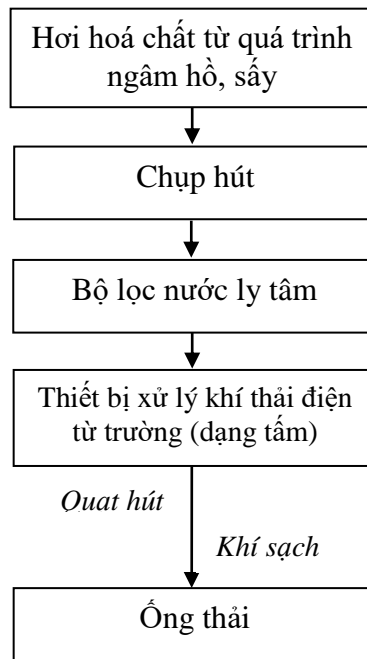 Hơi hoá chất từ quá trình
ngâm hồ, sấy
Chụp hút
Bộ lọc nước ly tâm
Thiết bị xử lý khí thải điện
từ trường (dạng tấm)
Quat hút
Khí sạch
Ống thải